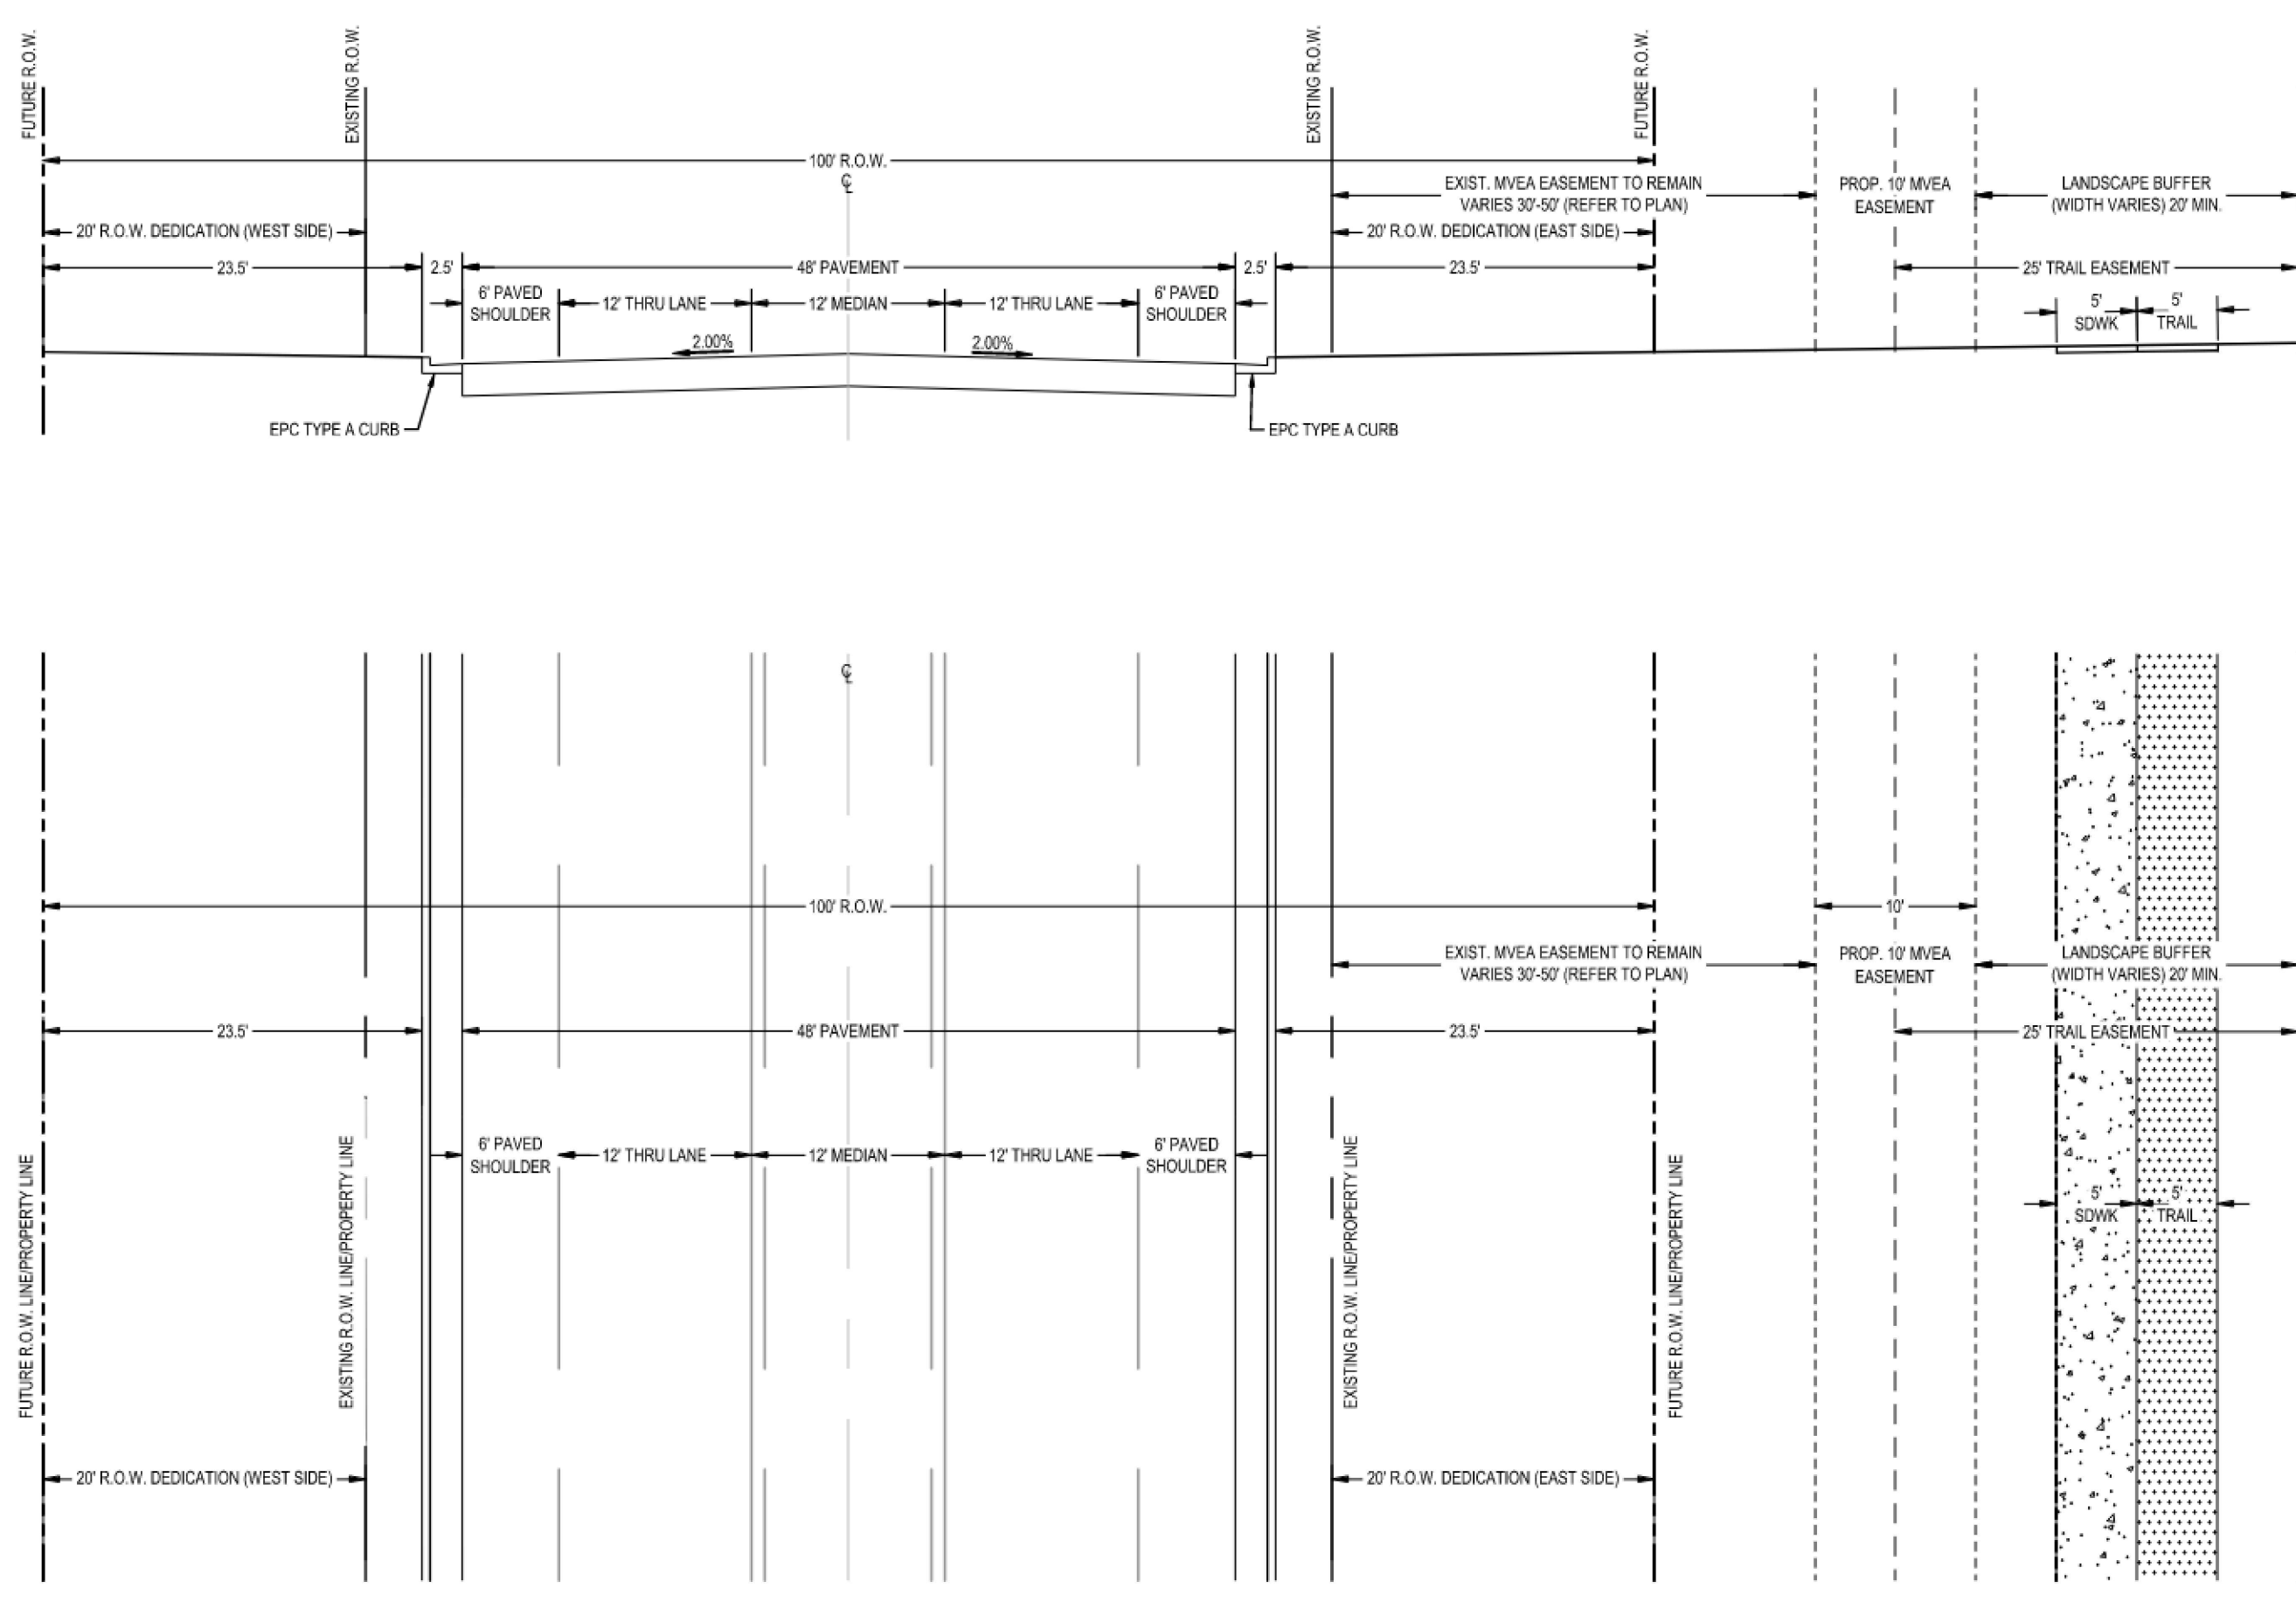 FUTURE R.O.W.
EXISTING R.O.W.
EXISTING R.O.W.
FUTURE R.O.W.
100' R.O.W.
℄
EXIST. MVEA EASEMENT TO REMAIN
VARIES 30'-50' (REFER TO PLAN)
PROP. 10' MVEA
EASEMENT
LANDSCAPE BUFFER
(WIDTH VARIES) 20' MIN.
20' R.O.W. DEDICATION (WEST SIDE)
20' R.O.W. DEDICATION (EAST SIDE)
23.5'
2.5'
48' PAVEMENT
2.5'
23.5'
25' TRAIL EASEMENT
6' PAVED
SHOULDER
12' THRU LANE
12' MEDIAN
12' THRU LANE
6' PAVED
SHOULDER
5'
SDWK
5'
TRAIL
2.00%
2.00%
EPC TYPE A CURB
EPC TYPE A CURB
℄
100' R.O.W.
10'
EXIST. MVEA EASEMENT TO REMAIN
VARIES 30'-50' (REFER TO PLAN)
PROP. 10' MVEA
EASEMENT
LANDSCAPE BUFFER
(WIDTH VARIES) 20' MIN.
23.5'
48' PAVEMENT
23.5'
25' TRAIL EASEMENT
6' PAVED
SHOULDER
12' THRU LANE
12' MEDIAN
12' THRU LANE
6' PAVED
SHOULDER
5'
SDWK
5'
TRAIL
FUTURE R.O.W. LINE/PROPERTY LINE
EXISTING R.O.W. LINE/PROPERTY LINE
EXISTING R.O.W. LINE/PROPERTY LINE
FUTURE R.O.W. LINE/PROPERTY LINE
20' R.O.W. DEDICATION (WEST SIDE)
20' R.O.W. DEDICATION (EAST SIDE)